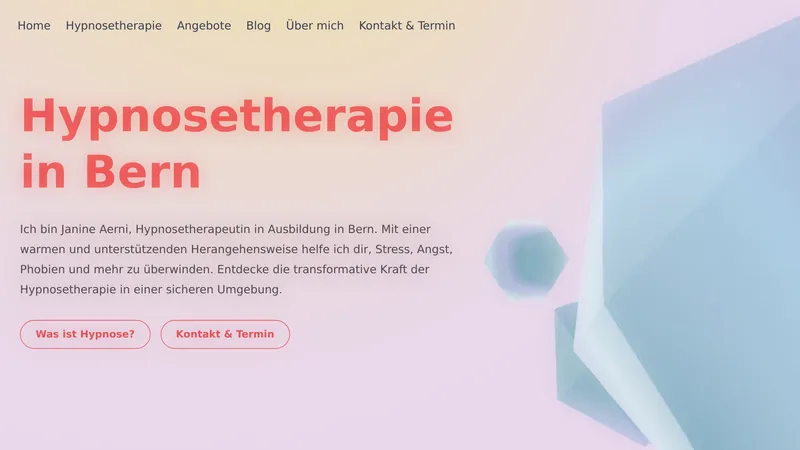 Home Hypnosetherapie Angebote Blog Über mich Kontakt & Termin
Hypnosetherapie
in Bern
Ich bin Janine Aerni, Hypnosetherapeutin in Ausbildung in Bern. Mit einer
warmen und unterstützenden Herangehensweise helfe ich dir, Stress, Angst,
Phobien und mehr zu überwinden. Entdecke die transformative Kraft der
Hypnosetherapie in einer sicheren Umgebung.
Was ist Hypnose? Kontakt & Termin